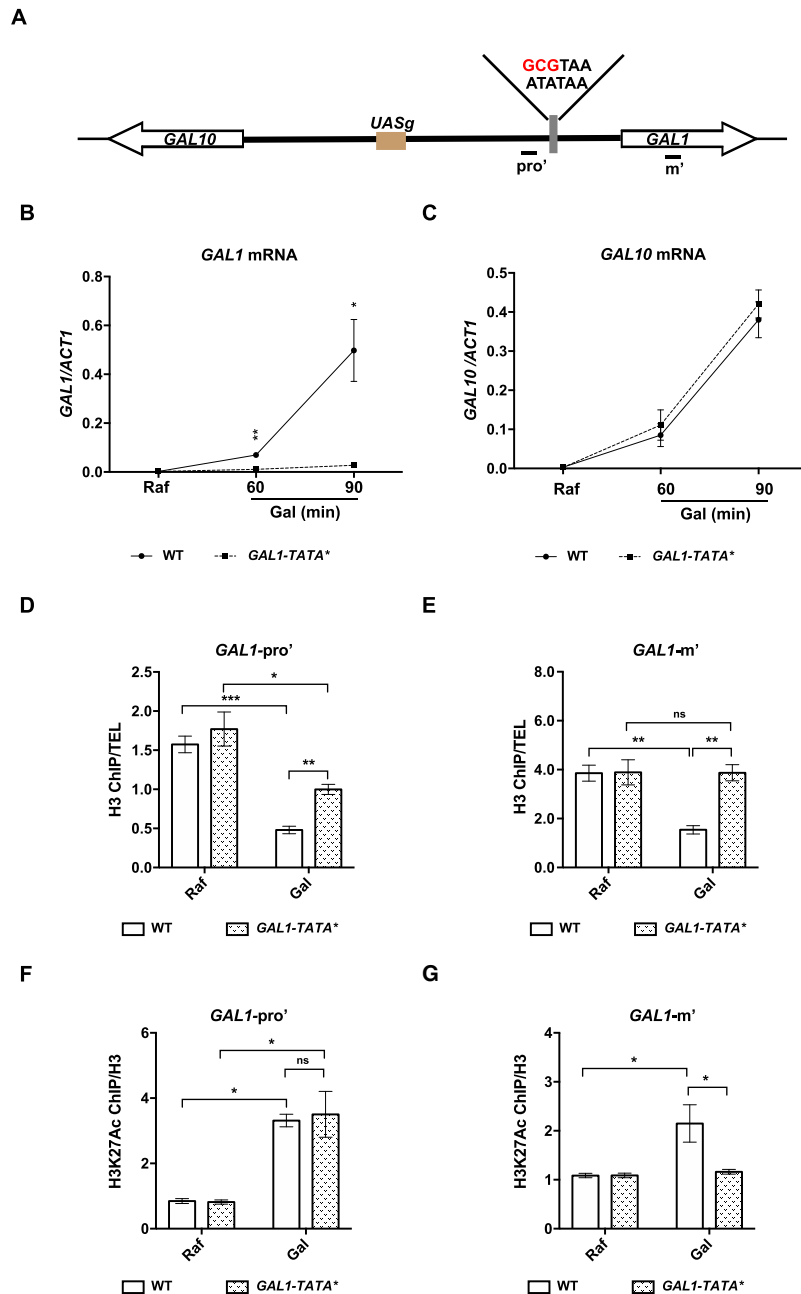 A
GCGTAA
ATATAA
UASg
GAL10
GAL1
pro'
m'
B
C
GAL1 mRNA
GAL10 mRNA
GAL1/ACT1
0.8
0.6
0.4
0.2
0.0
*
**
Raf
60
90
Gal (min)
WT
GAL1-TATA*
GAL10/ACT1
0.5
0.4
0.3
0.2
0.1
0.0
Raf
60
90
Gal (min)
WT
GAL1-TATA*
D
E
GAL1-pro'
GAL1-m'
H3 ChIP/TEL
2.5
2.0
1.5
1.0
0.5
0.0
*
***
**
Raf
Gal
WT
GAL1-TATA*
H3 ChIP/TEL
8.0
6.0
4.0
2.0
0.0
ns
**
**
Raf
Gal
WT
GAL1-TATA*
F
G
GAL1-pro'
GAL1-m'
H3K27Ac ChIP/H3
6
4
2
0
*
ns
*
Raf
Gal
WT
GAL1-TATA*
H3K27Ac ChIP/H3
4
3
2
1
0
*
*
Raf
Gal
WT
GAL1-TATA*